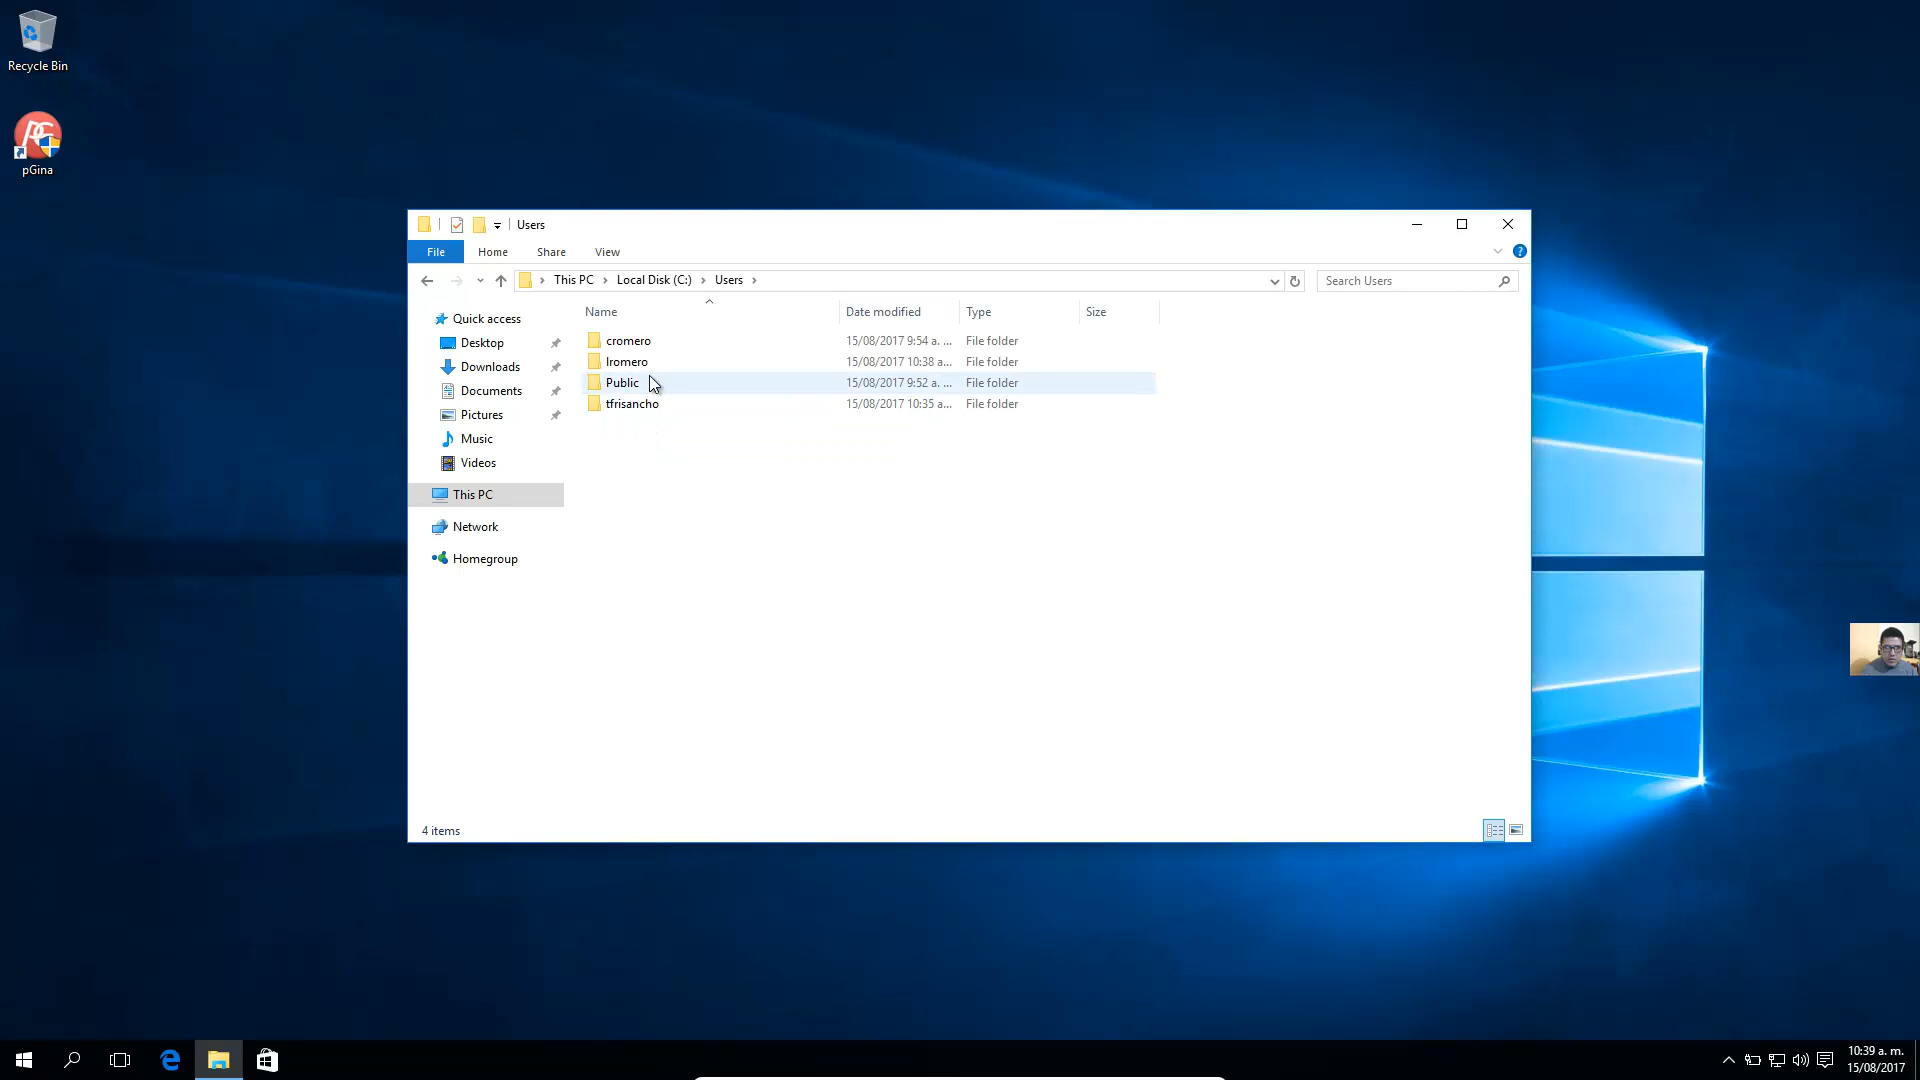 Recycle Bin
pGina
Users
File Home Share View
This PC Local Disk (C:) Users
Search Users
Name Date modified Type Size
Quick access
Desktop
Downloads
Documents
Pictures
Music
Videos
This PC
Network
Homegroup
cromero 15/08/2017 9:54 a. ... File folder
lromero 15/08/2017 10:38 a... File folder
Public 15/08/2017 9:52 a. ... File folder
tfrisancho 15/08/2017 10:35 a... File folder
4 items
10:39 a. m.
15/08/2017